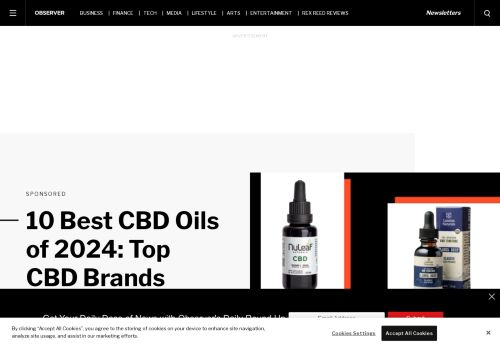 OBSERVER BUSINESS | FINANCE | TECH | MEDIA | LIFESTYLE | ARTS | ENTERTAINMENT | REX REED REVIEWS Newsletters
ADVERTISEMENT
SPONSORED
10 Best CBD Oils
of 2024: Top
CBD Brands
NuLeaf
CBD
Get Your Daily Dose of News with Observer's Daily Round-Up
Email Address
Submit
By clicking "Accept All Cookies", you agree to the storing of cookies on your device to enhance site navigation,
analyze site usage, and assist in our marketing efforts.
Cookies Settings
Accept All Cookies